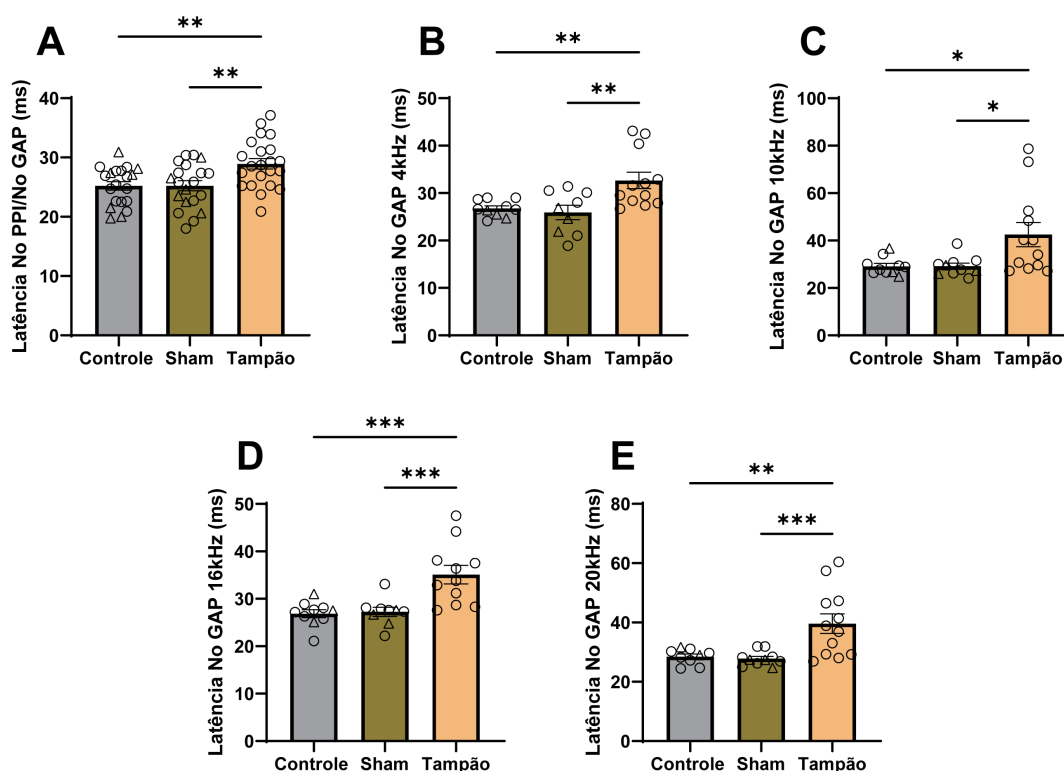 A
**
**
Latência No PPI/No GAP (ms)
40
30
20
10
0
Controle Sham Tampão
B
**
**
Latência No GAP 4kHz (ms)
50
40
30
20
10
0
Controle Sham Tampão
C
*
*
Latência No GAP 10kHz (ms)
100
80
60
40
20
0
Controle Sham Tampão
D
***
***
Latência No GAP 16kHz (ms)
50
40
30
20
10
0
Controle Sham Tampão
E
**
***
Latência No GAP 20kHz (ms)
80
60
40
20
0
Controle Sham Tampão